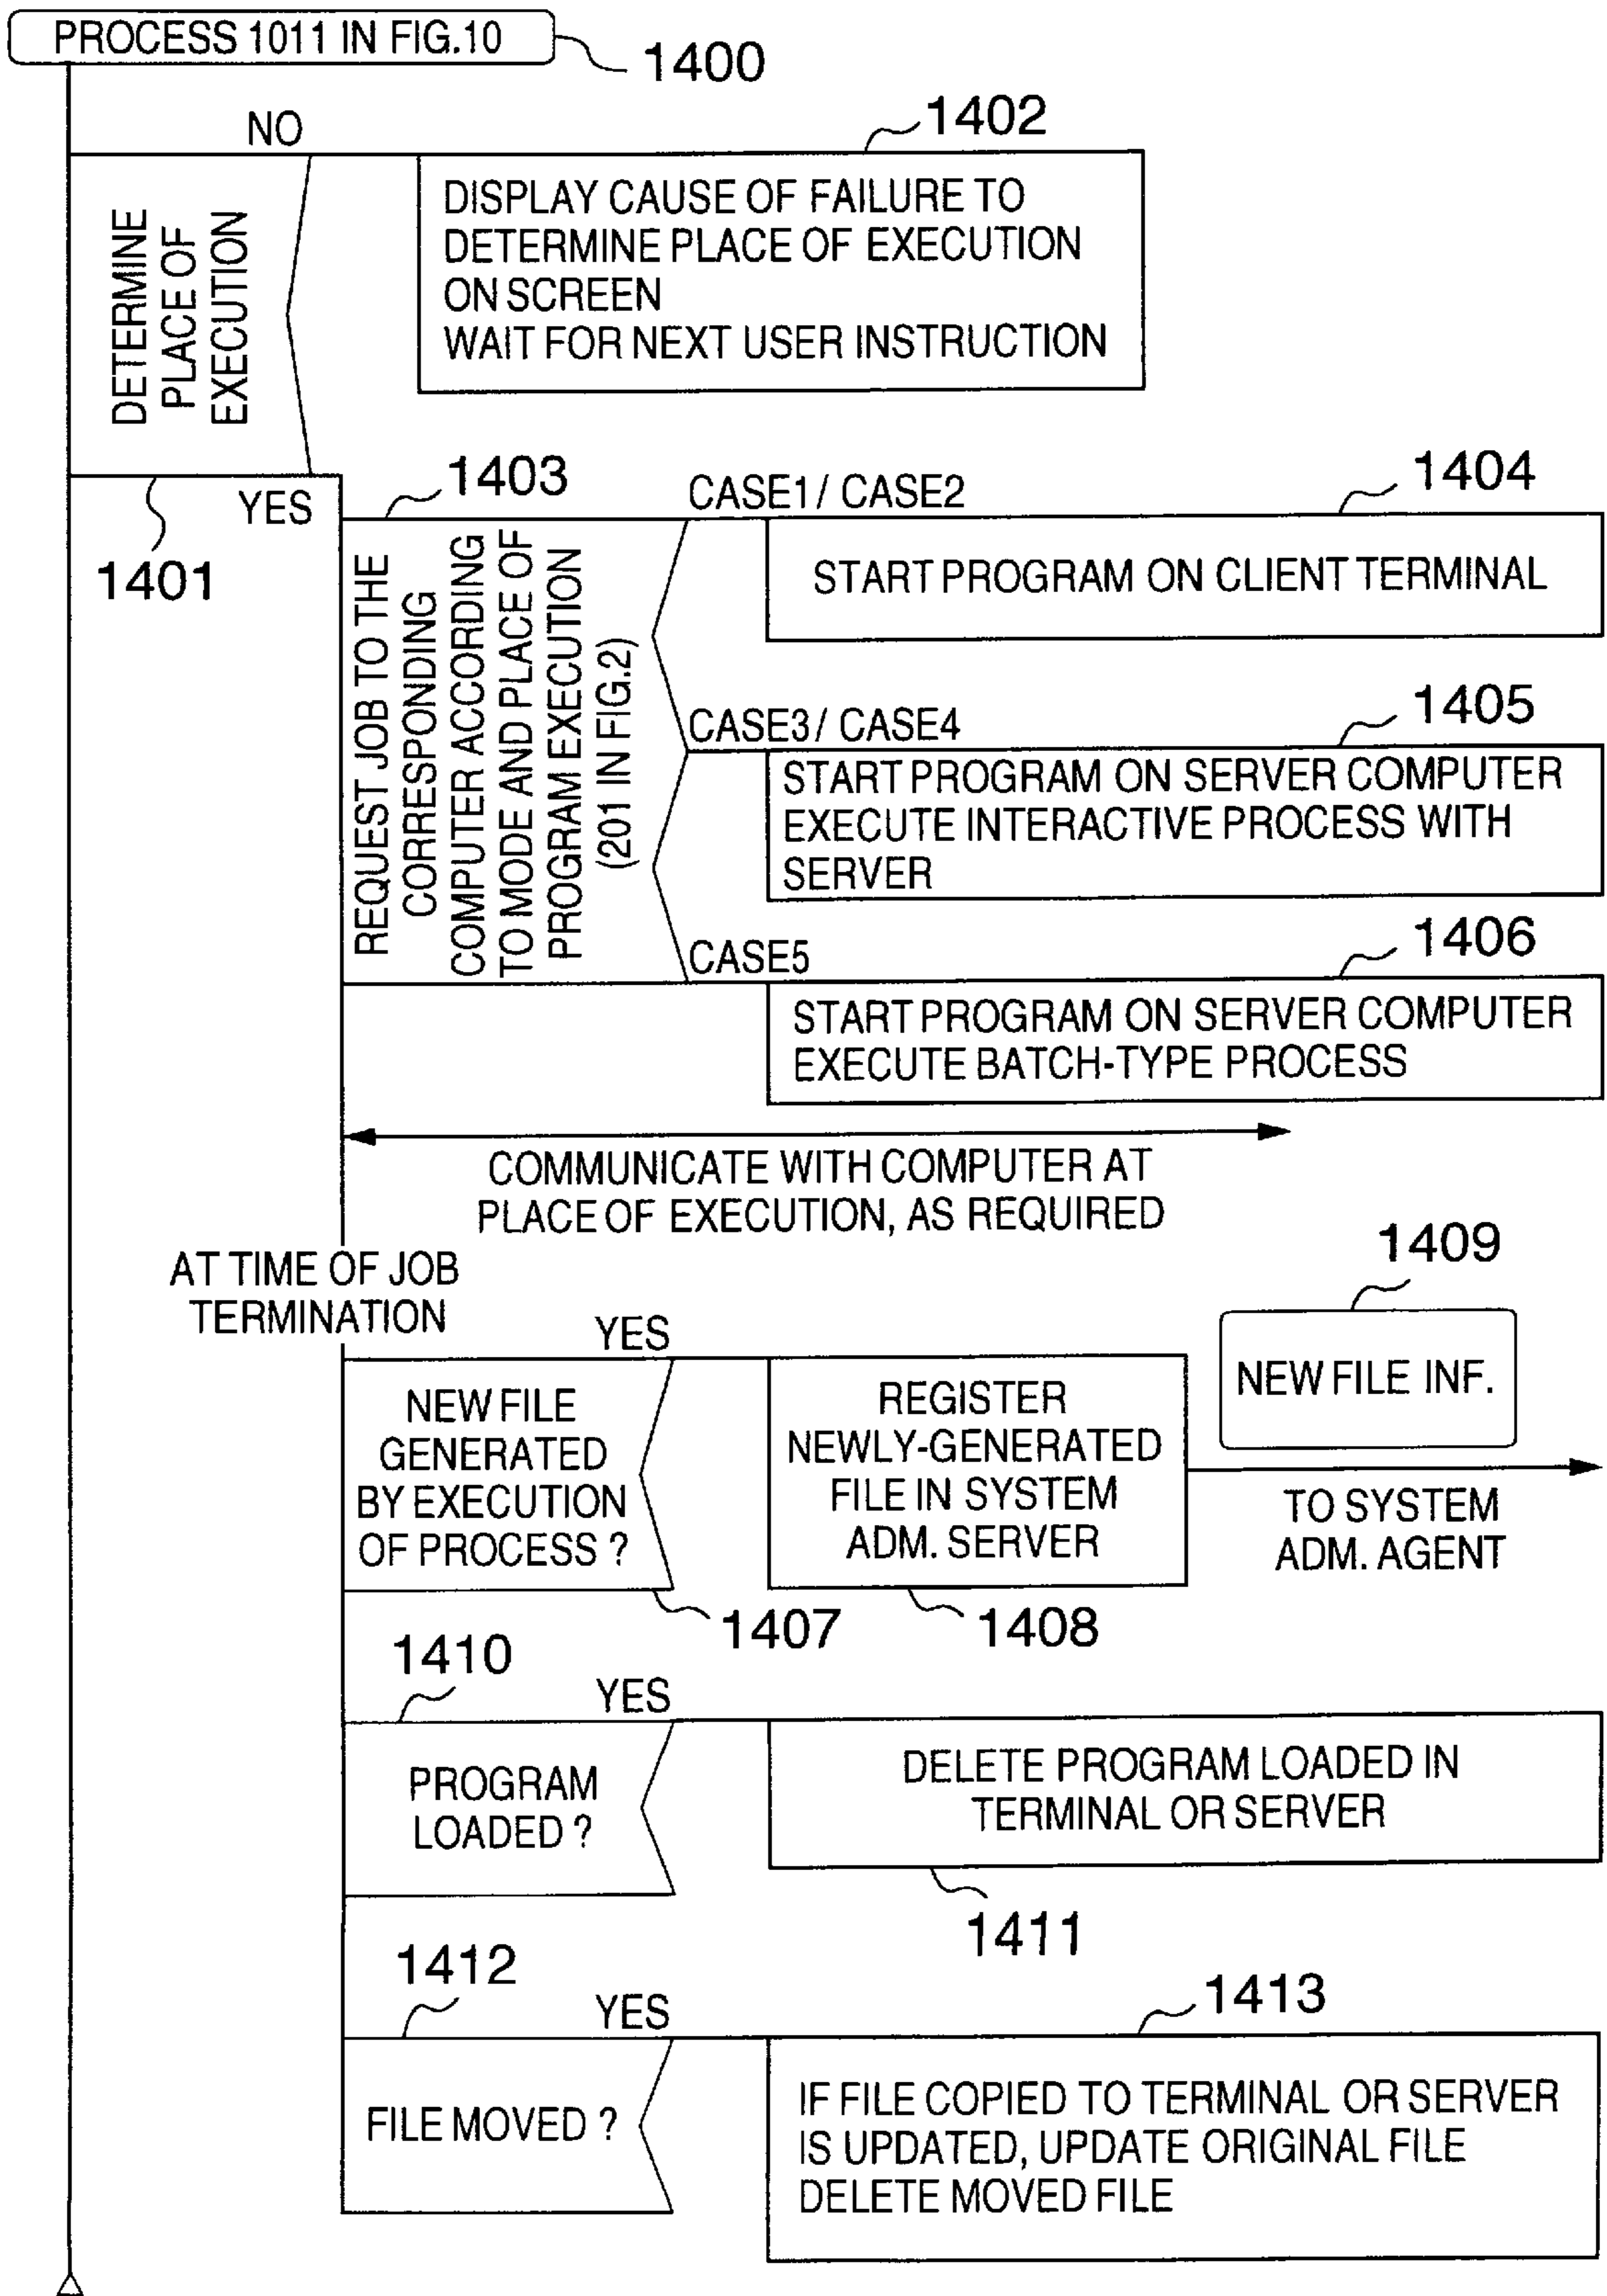 PROCESS 1011 IN FIG.10
1400
NO
1402
DETERMINE
PLACE OF
EXECUTION
DISPLAY CAUSE OF FAILURE TO
DETERMINE PLACE OF EXECUTION
ON SCREEN
WAIT FOR NEXT USER INSTRUCTION
1401
YES
1403
REQUEST JOB TO THE
CORRESPONDING
COMPUTER ACCORDING
TO MODE AND PLACE OF
PROGRAM EXECUTION
(201 IN FIG.2)
CASE1 / CASE2
1404
START PROGRAM ON CLIENT TERMINAL
CASE3 / CASE4
1405
START PROGRAM ON SERVER COMPUTER
EXECUTE INTERACTIVE PROCESS WITH
SERVER
CASE5
1406
START PROGRAM ON SERVER COMPUTER
EXECUTE BATCH-TYPE PROCESS
COMMUNICATE WITH COMPUTER AT
PLACE OF EXECUTION, AS REQUIRED
AT TIME OF JOB
TERMINATION
YES
NEW FILE
GENERATED
BY EXECUTION
OF PROCESS ?
1407
REGISTER
NEWLY-GENERATED
FILE IN SYSTEM
ADM. SERVER
1408
1409
NEW FILE INF.
TO SYSTEM
ADM. AGENT
1410
YES
PROGRAM
LOADED ?
DELETE PROGRAM LOADED IN
TERMINAL OR SERVER
1411
1412
YES
FILE MOVED ?
1413
IF FILE COPIED TO TERMINAL OR SERVER
IS UPDATED, UPDATE ORIGINAL FILE
DELETE MOVED FILE